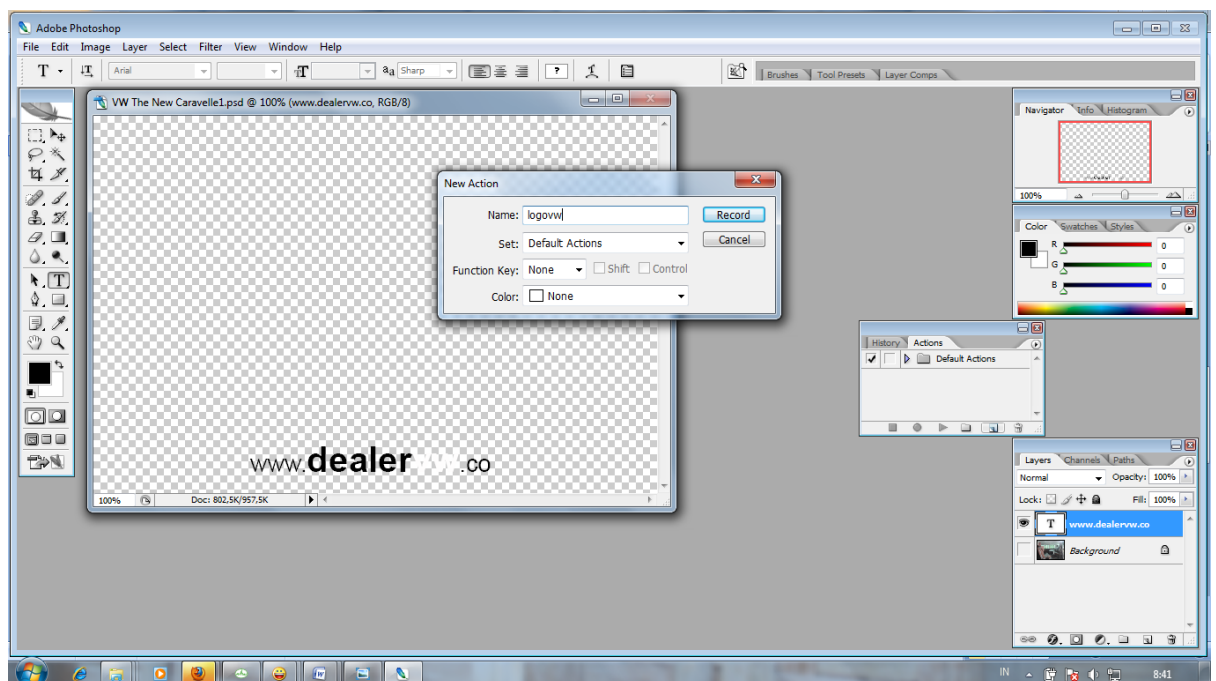 Adobe Photoshop
File Edit Image Layer Select Filter View Window Help
T T Arial T aa Sharp ? Brushes Tool Presets Layer Comps
VW The New Caravelle1.psd @ 100% (www.dealervw.co, RGB/8)
Navigator Info Histogram
100%
New Action
Name: logovw Record
Set: Default Actions Cancel
Function Key: None Shift Control
Color: None
Color Swatches Styles
R 0
G 0
B 0
History Actions
Default Actions
www.dealervw.co
100% Doc: 802,5K/957,5K
Layers Channels Paths
Normal Opacity: 100%
Lock: Fill: 100%
T www.dealervw.co
Background
IN 8:41